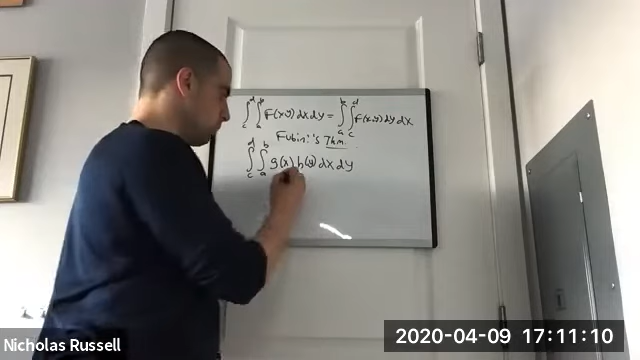 ∫_c^d ∫_a^b f(x,y) dx dy = ∫_a^b ∫_c^d f(x,y) dy dx
Fubini's Thm.
∫_c^d ∫_a^b g(x) h(y) dx dy
Nicholas Russell
2020-04-09 17:11:10